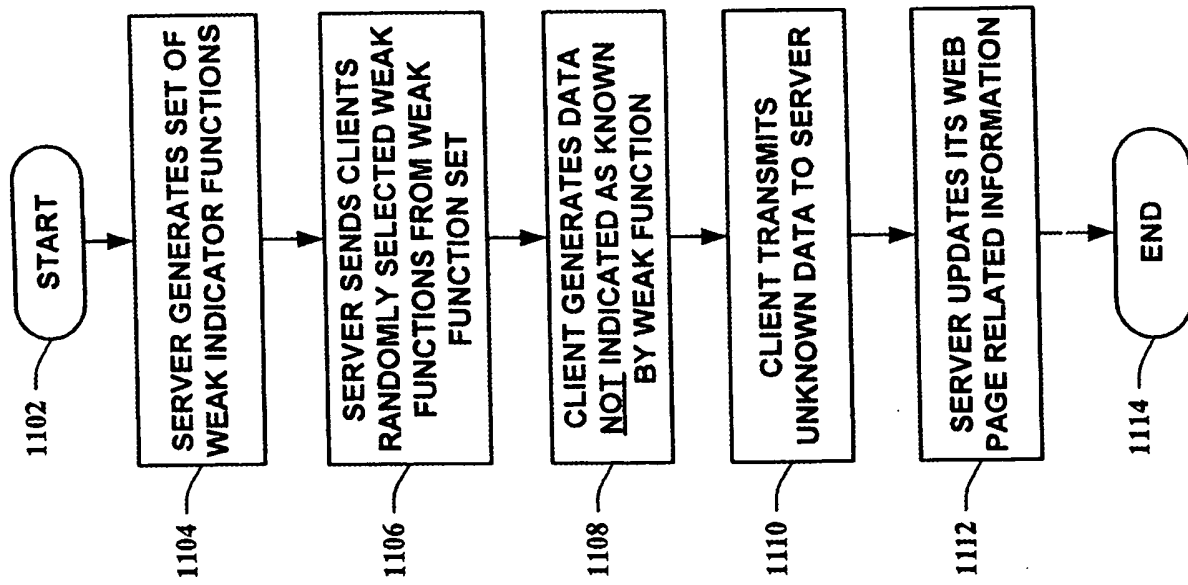 START
1102
SERVER GENERATES SET OF
WEAK INDICATOR FUNCTIONS
1104
SERVER SENDS CLIENTS
RANDOMLY SELECTED WEAK
FUNCTIONS FROM WEAK
FUNCTION SET
1106
CLIENT GENERATES DATA
NOT INDICATED AS KNOWN
BY WEAK FUNCTION
1108
CLIENT TRANSMITS
UNKNOWN DATA TO SERVER
1110
SERVER UPDATES ITS WEB
PAGE RELATED INFORMATION
1112
END
1114